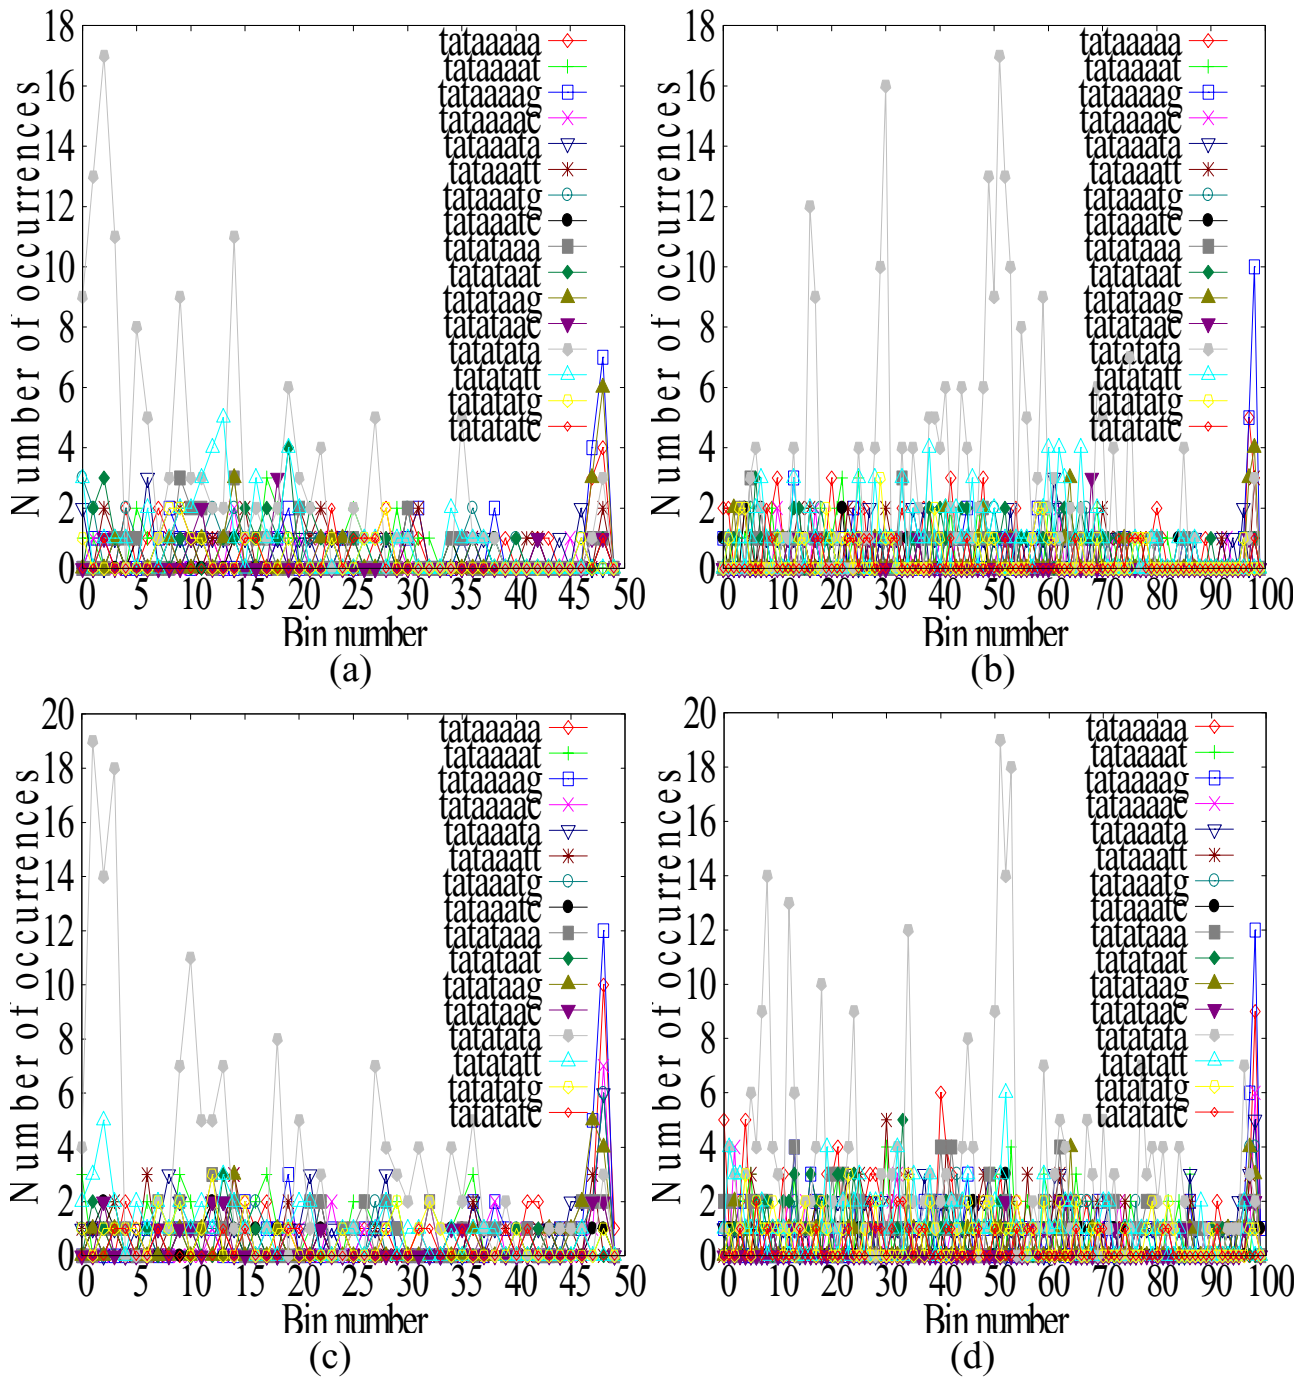 Number of occurrences
18
16
14
12
10
8
6
4
2
0
tataaaaa
tataaaat
tataaaag
tataaaac
tataaata
tataaatt
tataaatg
tataaatc
tatataaa
tatataat
tatataag
tatataac
tatatata
tatatatt
tatatatg
tatatatc
0 5 10 15 20 25 30 35 40 45 50
Bin number
(a)
Number of occurrences
18
16
14
12
10
8
6
4
2
0
tataaaaa
tataaaat
tataaaag
tataaaac
tataaata
tataaatt
tataaatg
tataaatc
tatataaa
tatataat
tatataag
tatataac
tatatata
tatatatt
tatatatg
tatatatc
0 10 20 30 40 50 60 70 80 90 100
Bin number
(b)
Number of occurrences
20
18
16
14
12
10
8
6
4
2
0
tataaaaa
tataaaat
tataaaag
tataaaac
tataaata
tataaatt
tataaatg
tataaatc
tatataaa
tatataat
tatataag
tatataac
tatatata
tatatatt
tatatatg
tatatatc
0 5 10 15 20 25 30 35 40 45 50
Bin number
(c)
Number of occurrences
20
18
16
14
12
10
8
6
4
2
0
tataaaaa
tataaaat
tataaaag
tataaaac
tataaata
tataaatt
tataaatg
tataaatc
tatataaa
tatataat
tatataag
tatataac
tatatata
tatatatt
tatatatg
tatatatc
0 10 20 30 40 50 60 70 80 90 100
Bin number
(d)